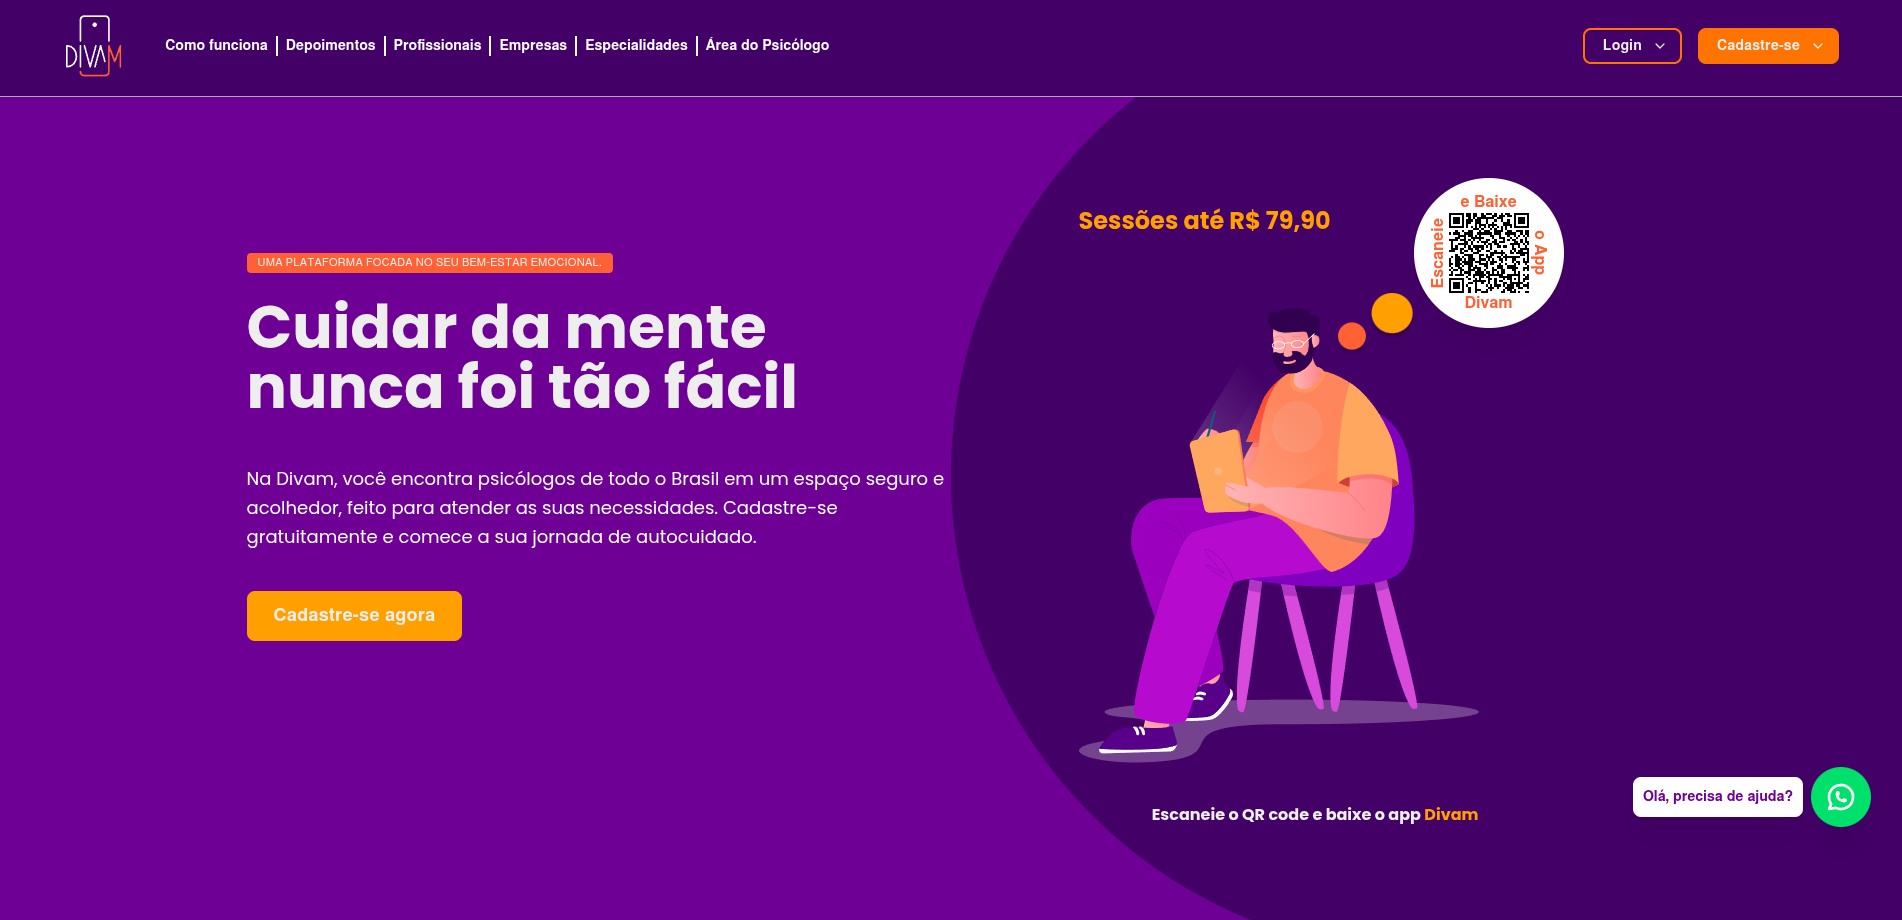 DIVAM
Como funciona
Depoimentos
Profissionais
Empresas
Especialidades
Área do Psicólogo
Login
Cadastre-se
UMA PLATAFORMA FOCADA NO SEU BEM-ESTAR EMOCIONAL.
Cuidar da mente
nunca foi tão fácil
Na Divam, você encontra psicólogos de todo o Brasil em um espaço seguro e
acolhedor, feito para atender as suas necessidades. Cadastre-se
gratuitamente e comece a sua jornada de autocuidado.
Cadastre-se agora
Sessões até R$ 79,90
Escaneie
e Baixe
o App
Divam
Escaneie o QR code e baixe o app Divam
Olá, precisa de ajuda?